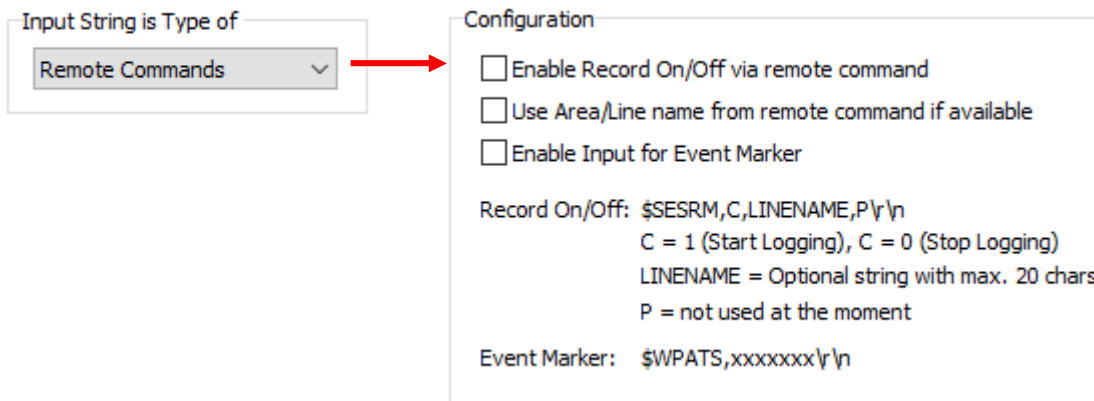 Input String is Type of
Remote Commands
Configuration
Enable Record On/Off via remote command
Use Area/Line name from remote command if available
Enable Input for Event Marker
Record On/Off: $SESRM,C,LINENAME,P\r\n
C = 1 (Start Logging), C = 0 (Stop Logging)
LINENAME = Optional string with max. 20 chars
P = not used at the moment
Event Marker: $WPATS,xxxxxxx\r\n